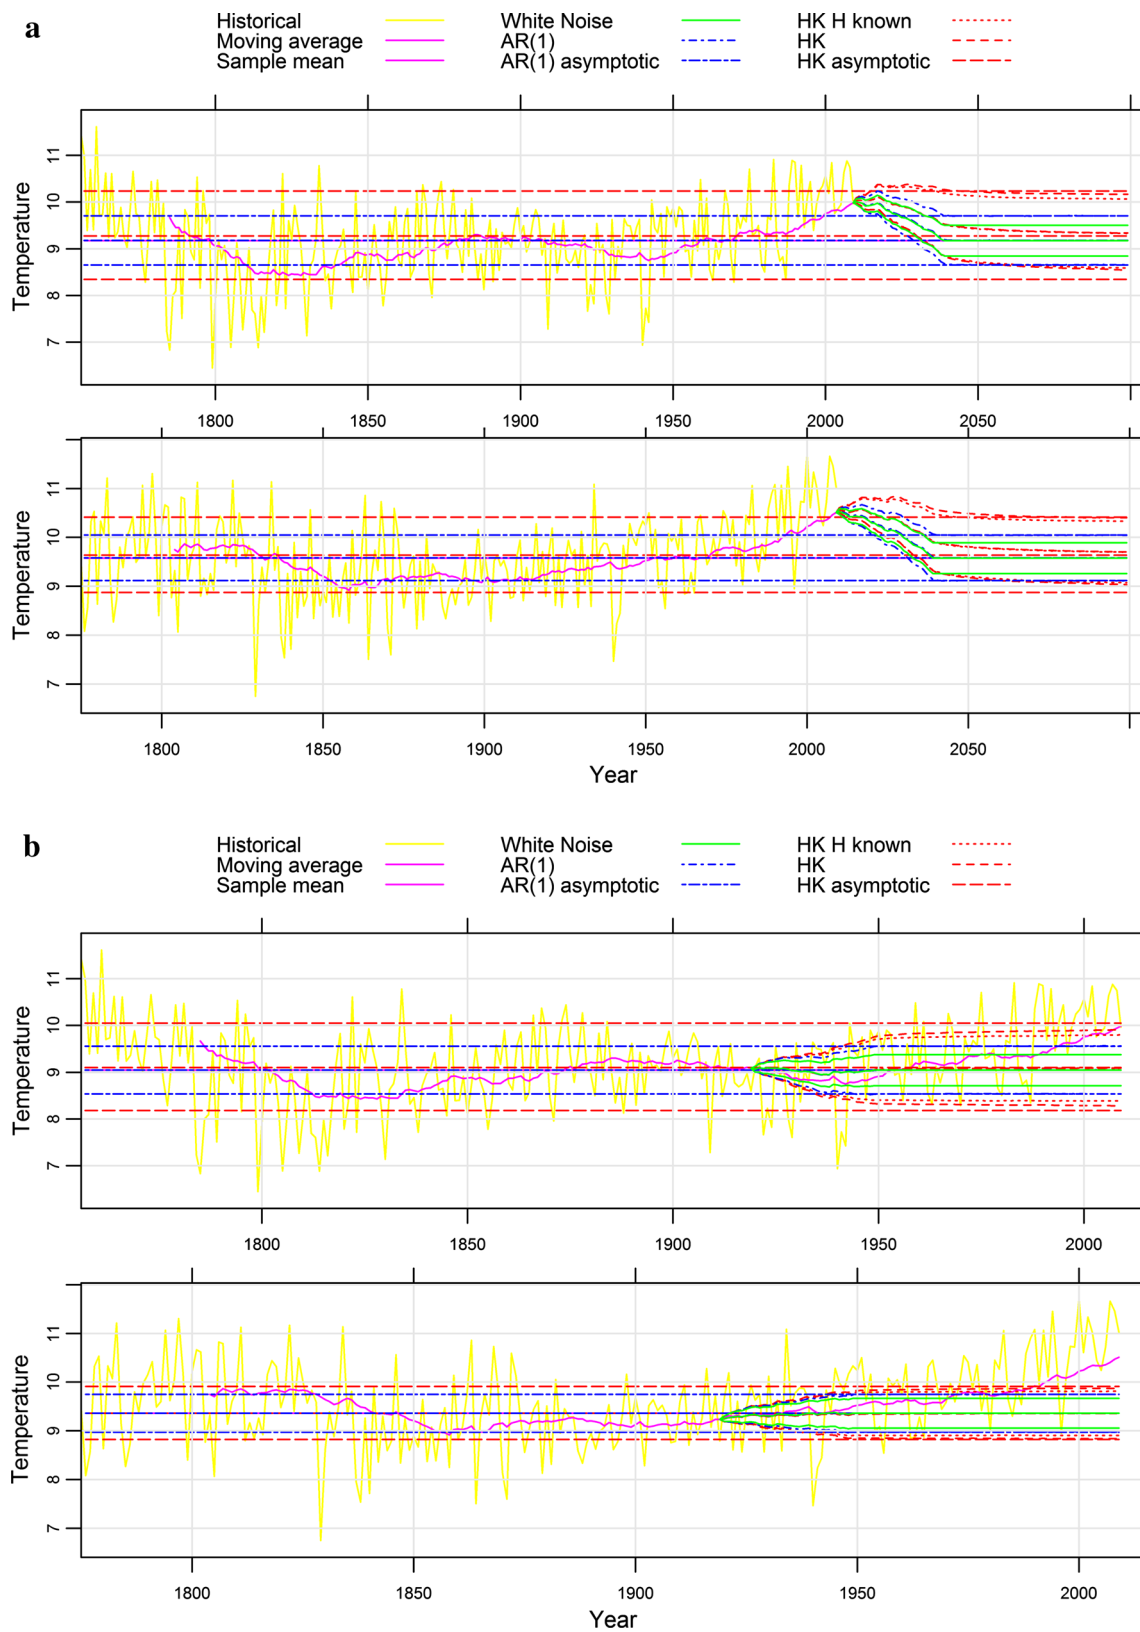 a
Historical White Noise HK H known
Moving average AR(1) HK
Sample mean AR(1) asymptotic HK asymptotic
Temperature
11
10
9
8
7
1800 1850 1900 1950 2000 2050
Temperature
11
10
9
8
7
1800 1850 1900 1950 2000 2050
Year
b
Historical White Noise HK H known
Moving average AR(1) HK
Sample mean AR(1) asymptotic HK asymptotic
Temperature
11
10
9
8
7
1800 1850 1900 1950 2000
Temperature
11
10
9
8
7
1800 1850 1900 1950 2000
Year